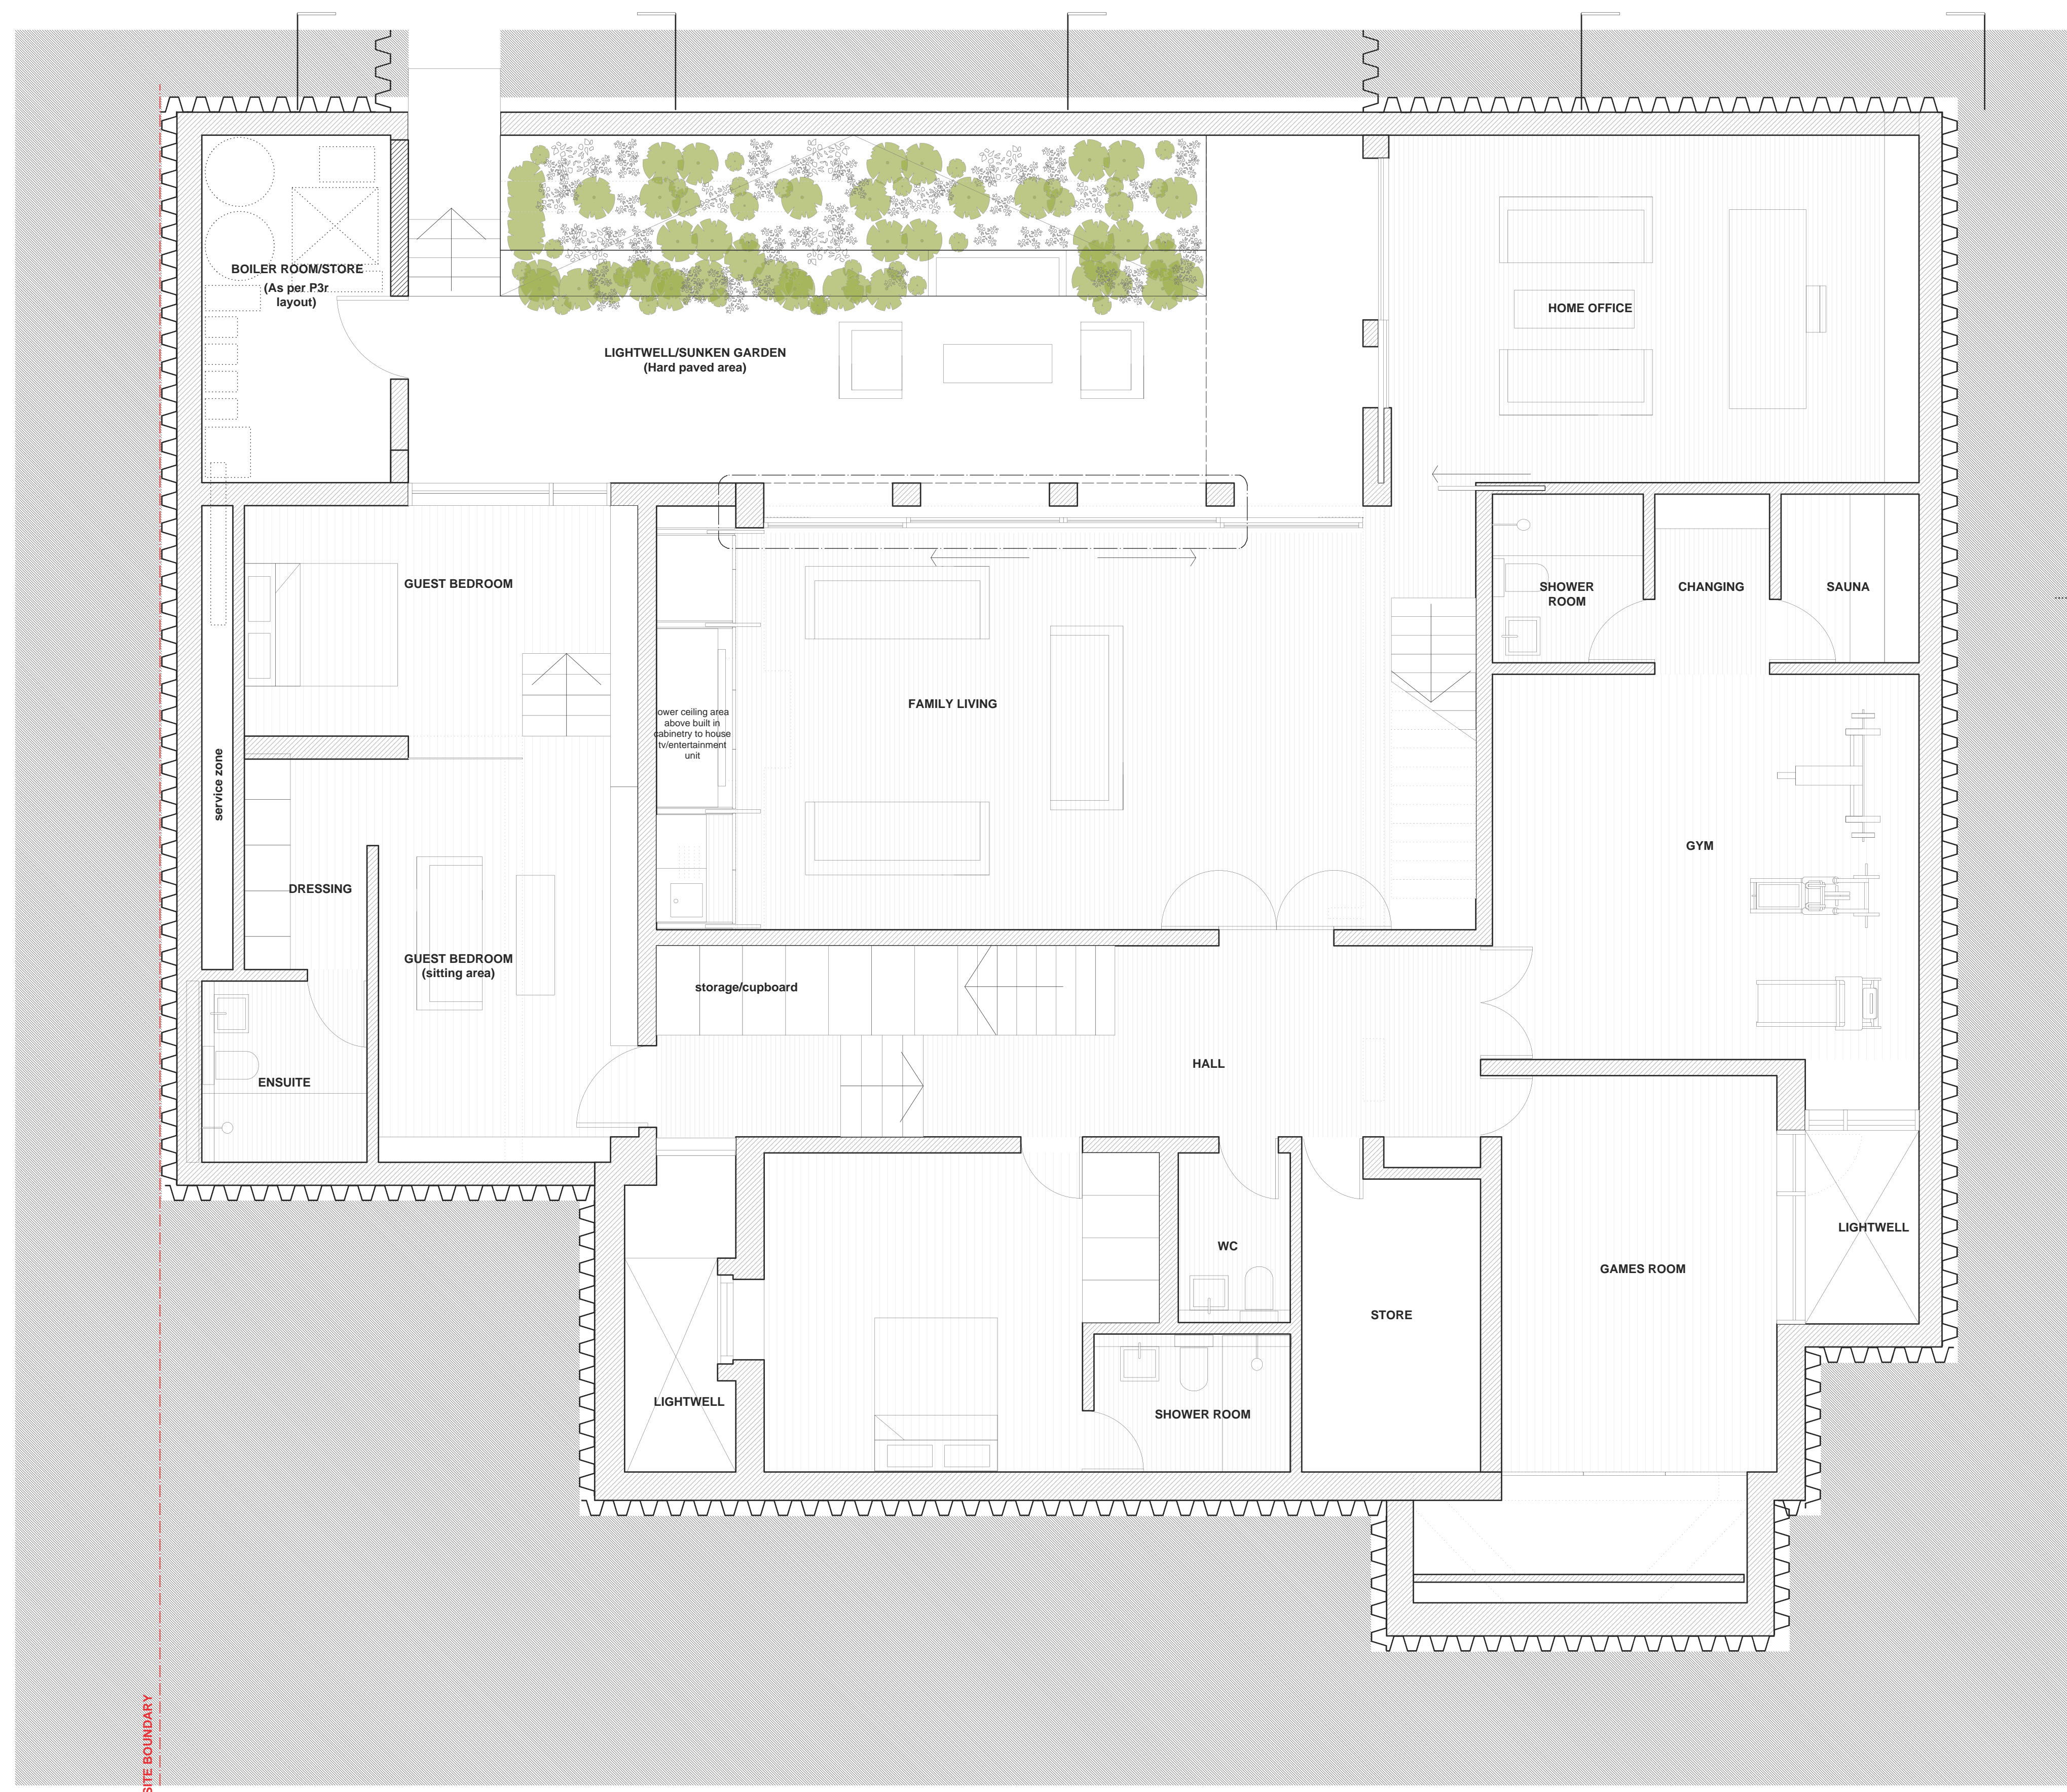 BOILER ROOM/STORE
(As per P3r
layout)
LIGHTWELL/SUNKEN GARDEN
(Hard paved area)
HOME OFFICE
GUEST BEDROOM
SHOWER
ROOM
CHANGING
SAUNA
ower ceiling area
above built in
cabinetry to house
tv/entertainment
unit
FAMILY LIVING
service zone
GYM
DRESSING
GUEST BEDROOM
(sitting area)
storage/cupboard
HALL
ENSUITE
LIGHTWELL
WC
GAMES ROOM
STORE
LIGHTWELL
SHOWER ROOM
SITE BOUNDARY